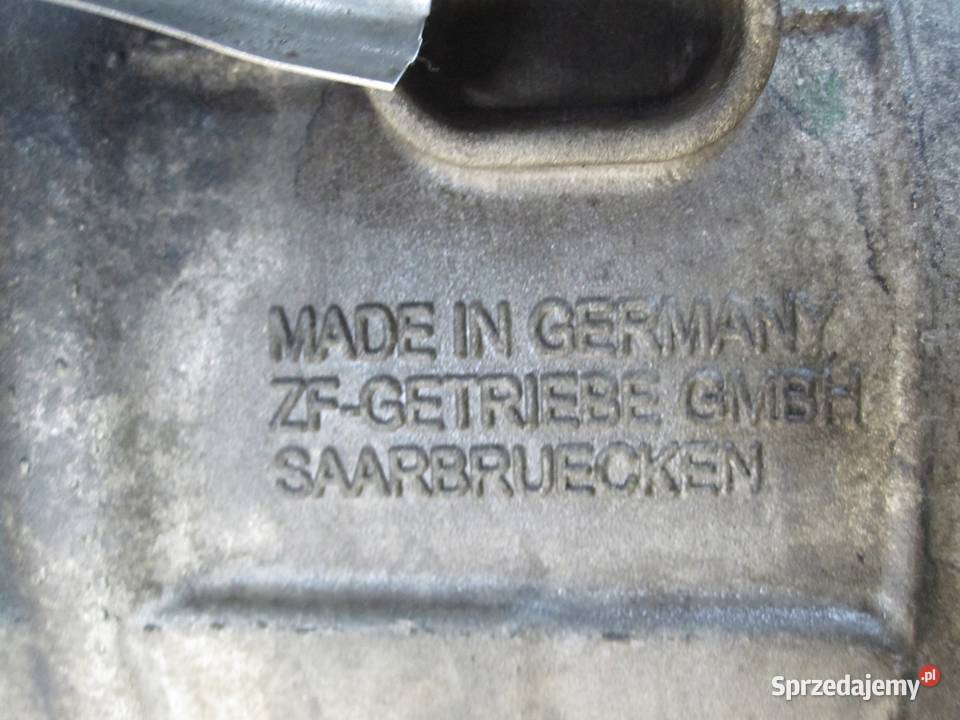 MADE IN GERMANY
ZF-GETRIEBE GMBH
SAARBRUECKEN
Sprzedajemy.pl